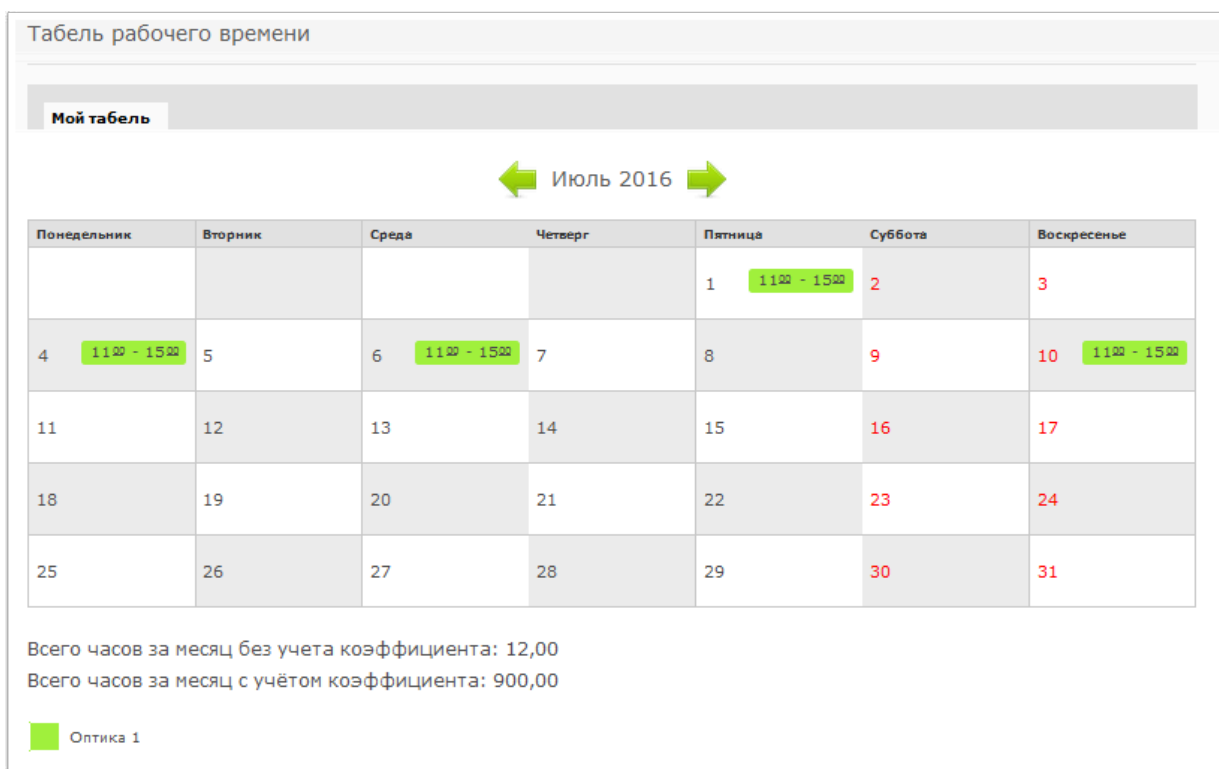 Табель рабочего времени
Мой табель
Июль 2016
Понедельник Вторник Среда Четверг Пятница Суббота Воскресенье
1 11⁰⁰ - 15⁰⁰ 2 3
4 11⁰⁰ - 15⁰⁰ 5 6 11⁰⁰ - 15⁰⁰ 7 8 9 10 11⁰⁰ - 15⁰⁰
11 12 13 14 15 16 17
18 19 20 21 22 23 24
25 26 27 28 29 30 31
Всего часов за месяц без учета коэффициента: 12,00
Всего часов за месяц с учётом коэффициента: 900,00
Оптика 1